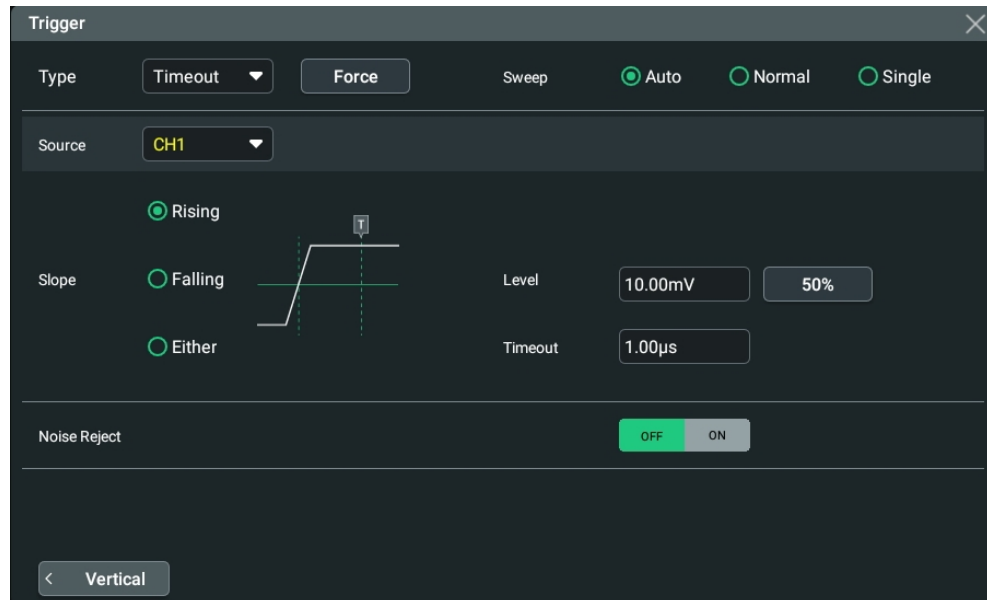 Trigger
Type Timeout Force Sweep Auto Normal Single
Source CH1
Rising
T
Slope Falling Level 10.00mV 50%
Either Timeout 1.00µs
Noise Reject OFF ON
< Vertical